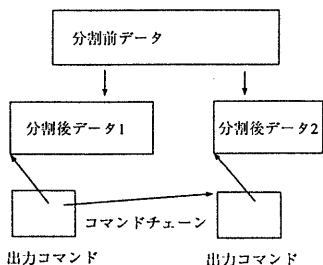 分割前データ
分割後データ1
分割後データ2
コマンドチェーン
出力コマンド
出力コマンド